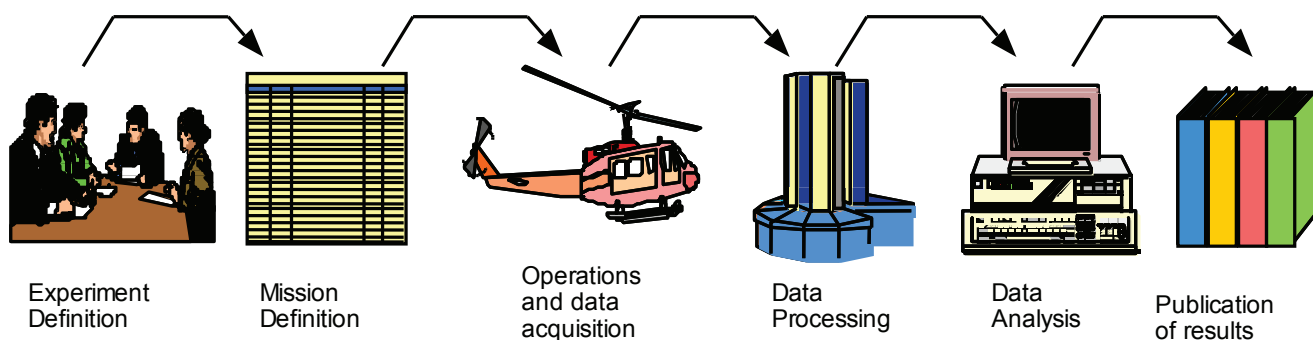 Experiment
Definition
Mission
Definition
Operations
and data
acquisition
Data
Processing
Data
Analysis
Publication
of results